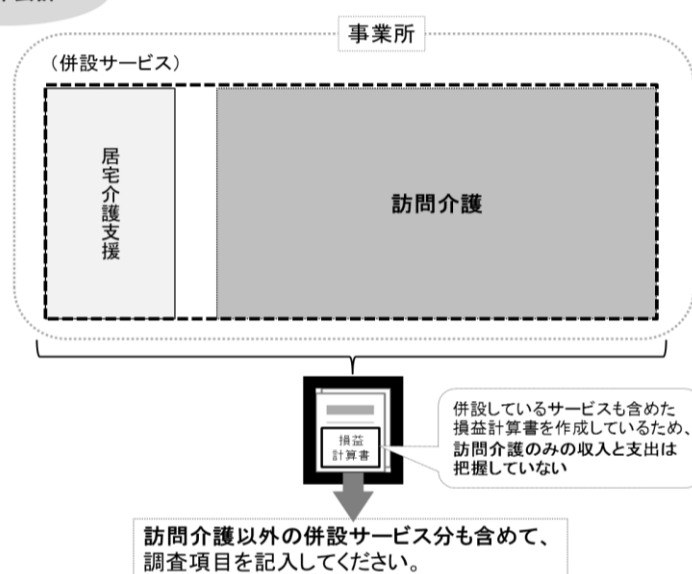 事業所
(併設サービス)
居宅介護支援
訪問介護
損益
計算書
併設しているサービスも含めた
損益計算書を作成しているため、
訪問介護のみの収入と支出は
把握していない
訪問介護以外の併設サービス分も含めて、
調査項目を記入してください。